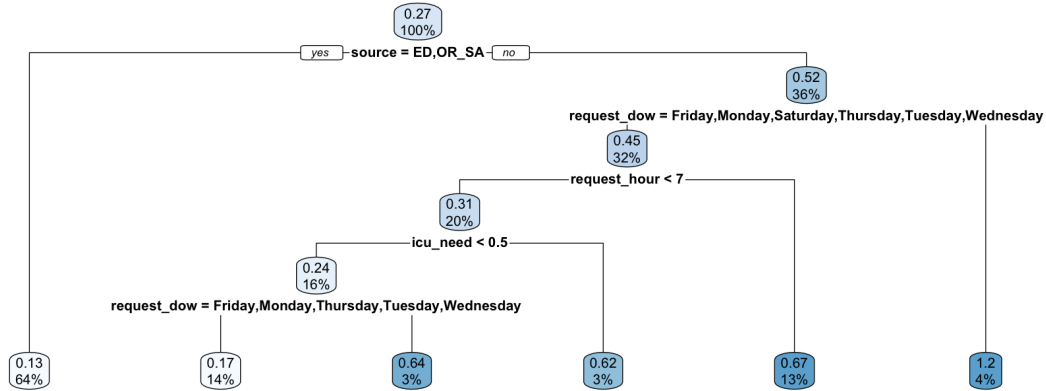 0.27
100%
yes source = ED,OR_SA no
0.52
36%
request_dow = Friday,Monday,Saturday,Thursday,Tuesday,Wednesday
0.45
32%
request_hour < 7
0.31
20%
icu_need < 0.5
0.24
16%
request_dow = Friday,Monday,Thursday,Tuesday,Wednesday
0.13 0.17 0.64 0.62 0.67 1.2
64% 14% 3% 3% 13% 4%